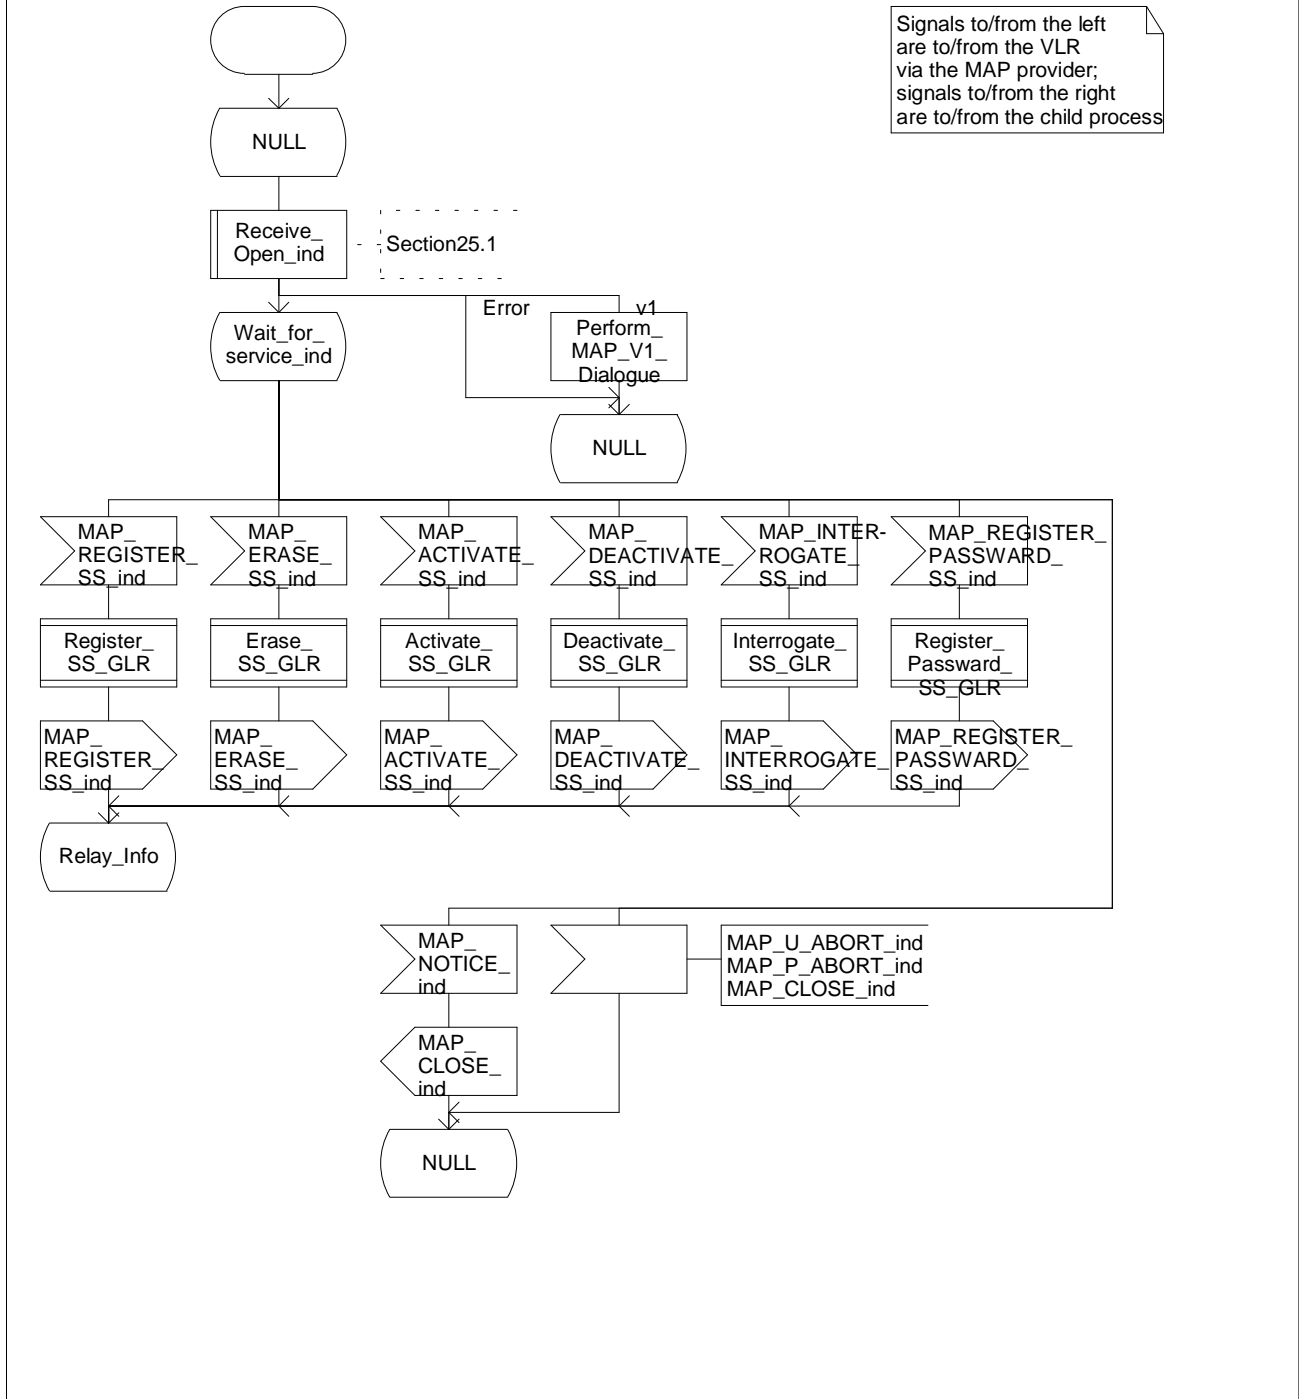 Signals to/from the left
are to/from the VLR
via the MAP provider;
signals to/from the right
are to/from the child process
NULL
Receive_
Open_ind
Section25.1
Error
v1
Wait_for_
service_ind
Perform_
MAP_V1_
Dialogue
NULL
MAP_
REGISTER_
SS_ind
MAP_
ERASE_
SS_ind
MAP_
ACTIVATE_
SS_ind
MAP_
DEACTIVATE_
SS_ind
MAP_INTER-
ROGATE_
SS_ind
MAP_REGISTER_
PASSWARD_
SS_ind
Register_
SS_GLR
Erase_
SS_GLR
Activate_
SS_GLR
Deactivate_
SS_GLR
Interrogate_
SS_GLR
Register_
Passward_
SS_GLR
MAP_
REGISTER_
SS_ind
MAP_
ERASE_
SS_ind
MAP_
ACTIVATE_
SS_ind
MAP_
DEACTIVATE_
SS_ind
MAP_
INTERROGATE_
SS_ind
MAP_REGISTER_
PASSWARD_
SS_ind
Relay_Info
MAP_
NOTICE_
ind
MAP_U_ABORT_ind
MAP_P_ABORT_ind
MAP_CLOSE_ind
MAP_
CLOSE_
ind
NULL